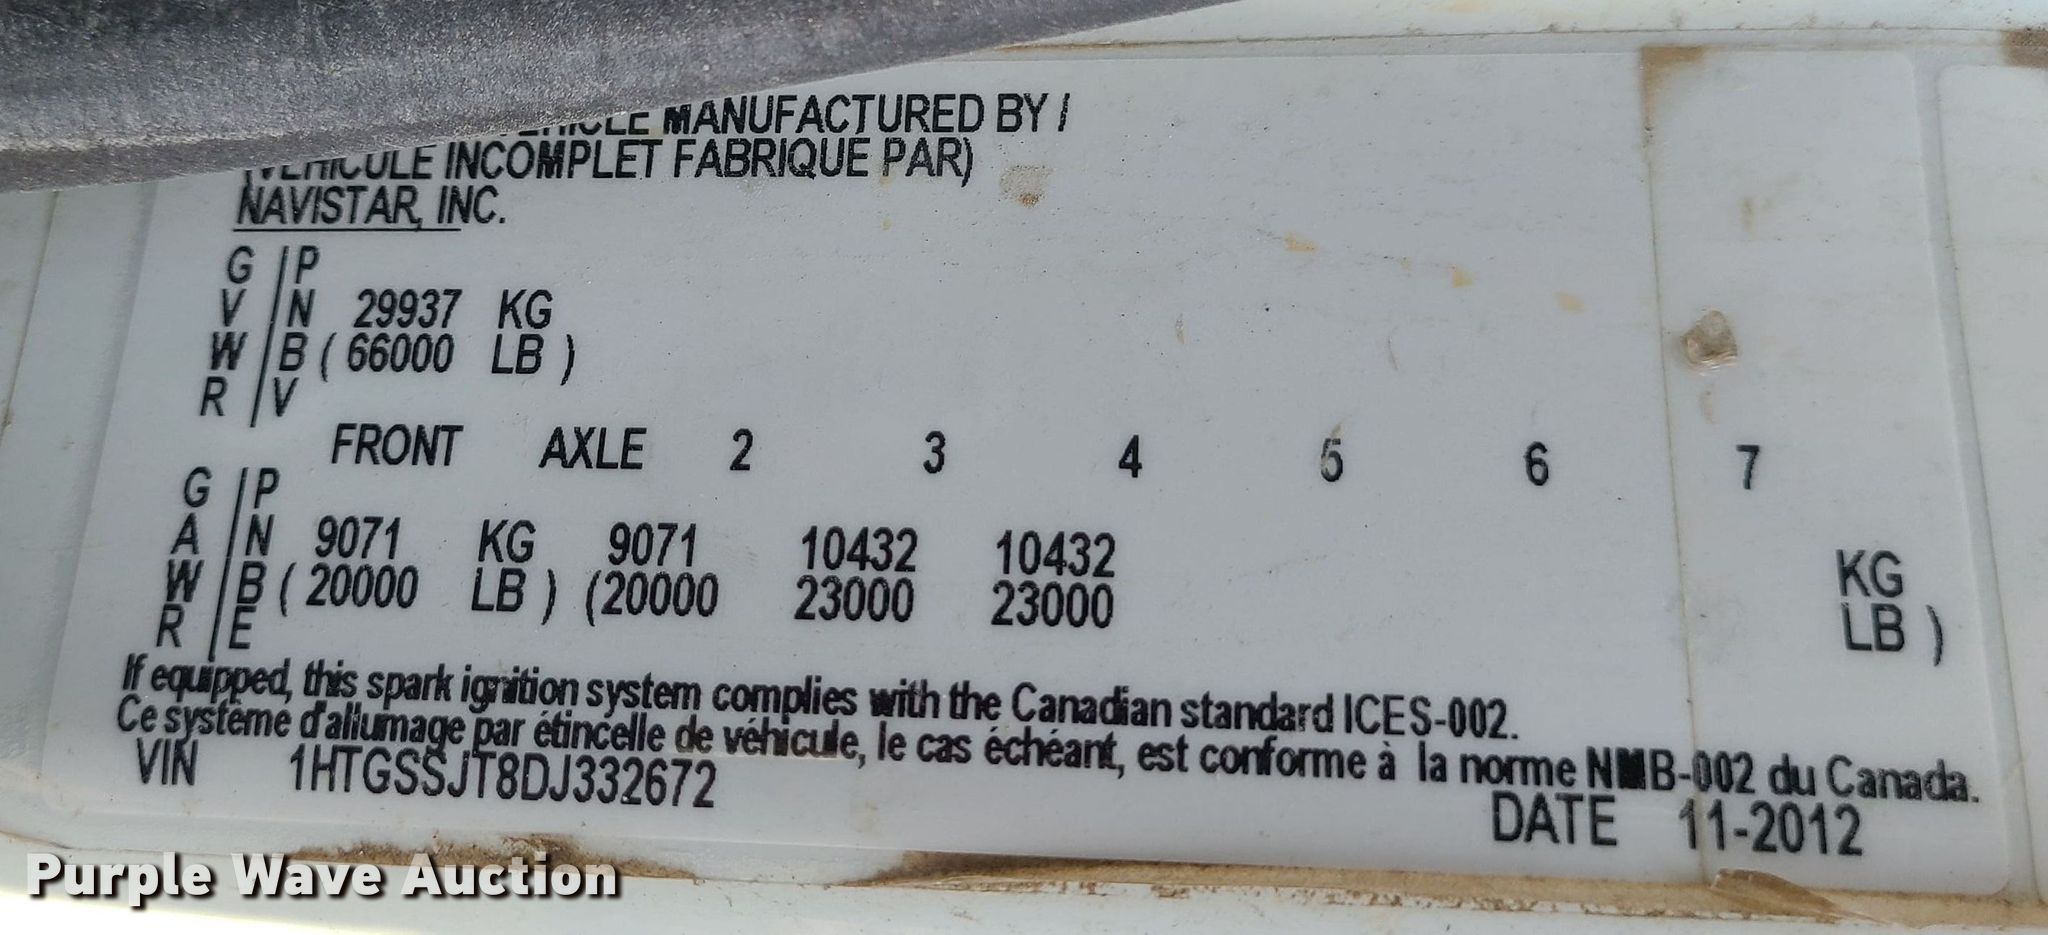 VEHICLE MANUFACTURED BY /
(VEHICULE INCOMPLET FABRIQUE PAR)
NAVISTAR, INC.
G / P
V / N 29937 KG
W / B ( 66000 LB )
R / V
FRONT AXLE 2 3 4 5 6 7
G / P
A / N 9071 KG 9071 10432 10432 KG
W / B ( 20000 LB ) (20000 23000 23000 LB )
R / E
If equipped, this spark ignition system complies with the Canadian standard ICES-002.
Ce système d'allumage par étincelle de véhicule, le cas échéant, est conforme à la norme NMB-002 du Canada.
VIN 1HTGSSJT8DJ332672
DATE 11-2012
Purple Wave Auction